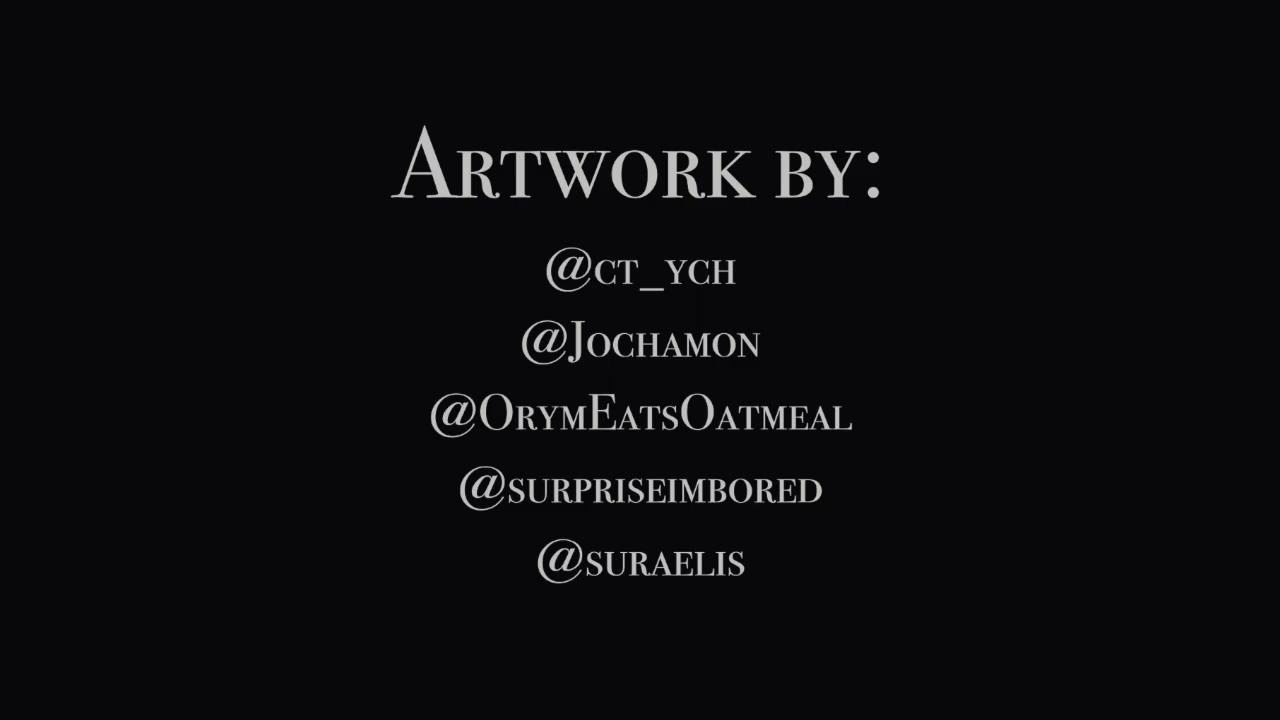 Artwork by:
@ct_ych
@Jochamon
@OrymEatsOatmeal
@surpriseimbored
@suraelis